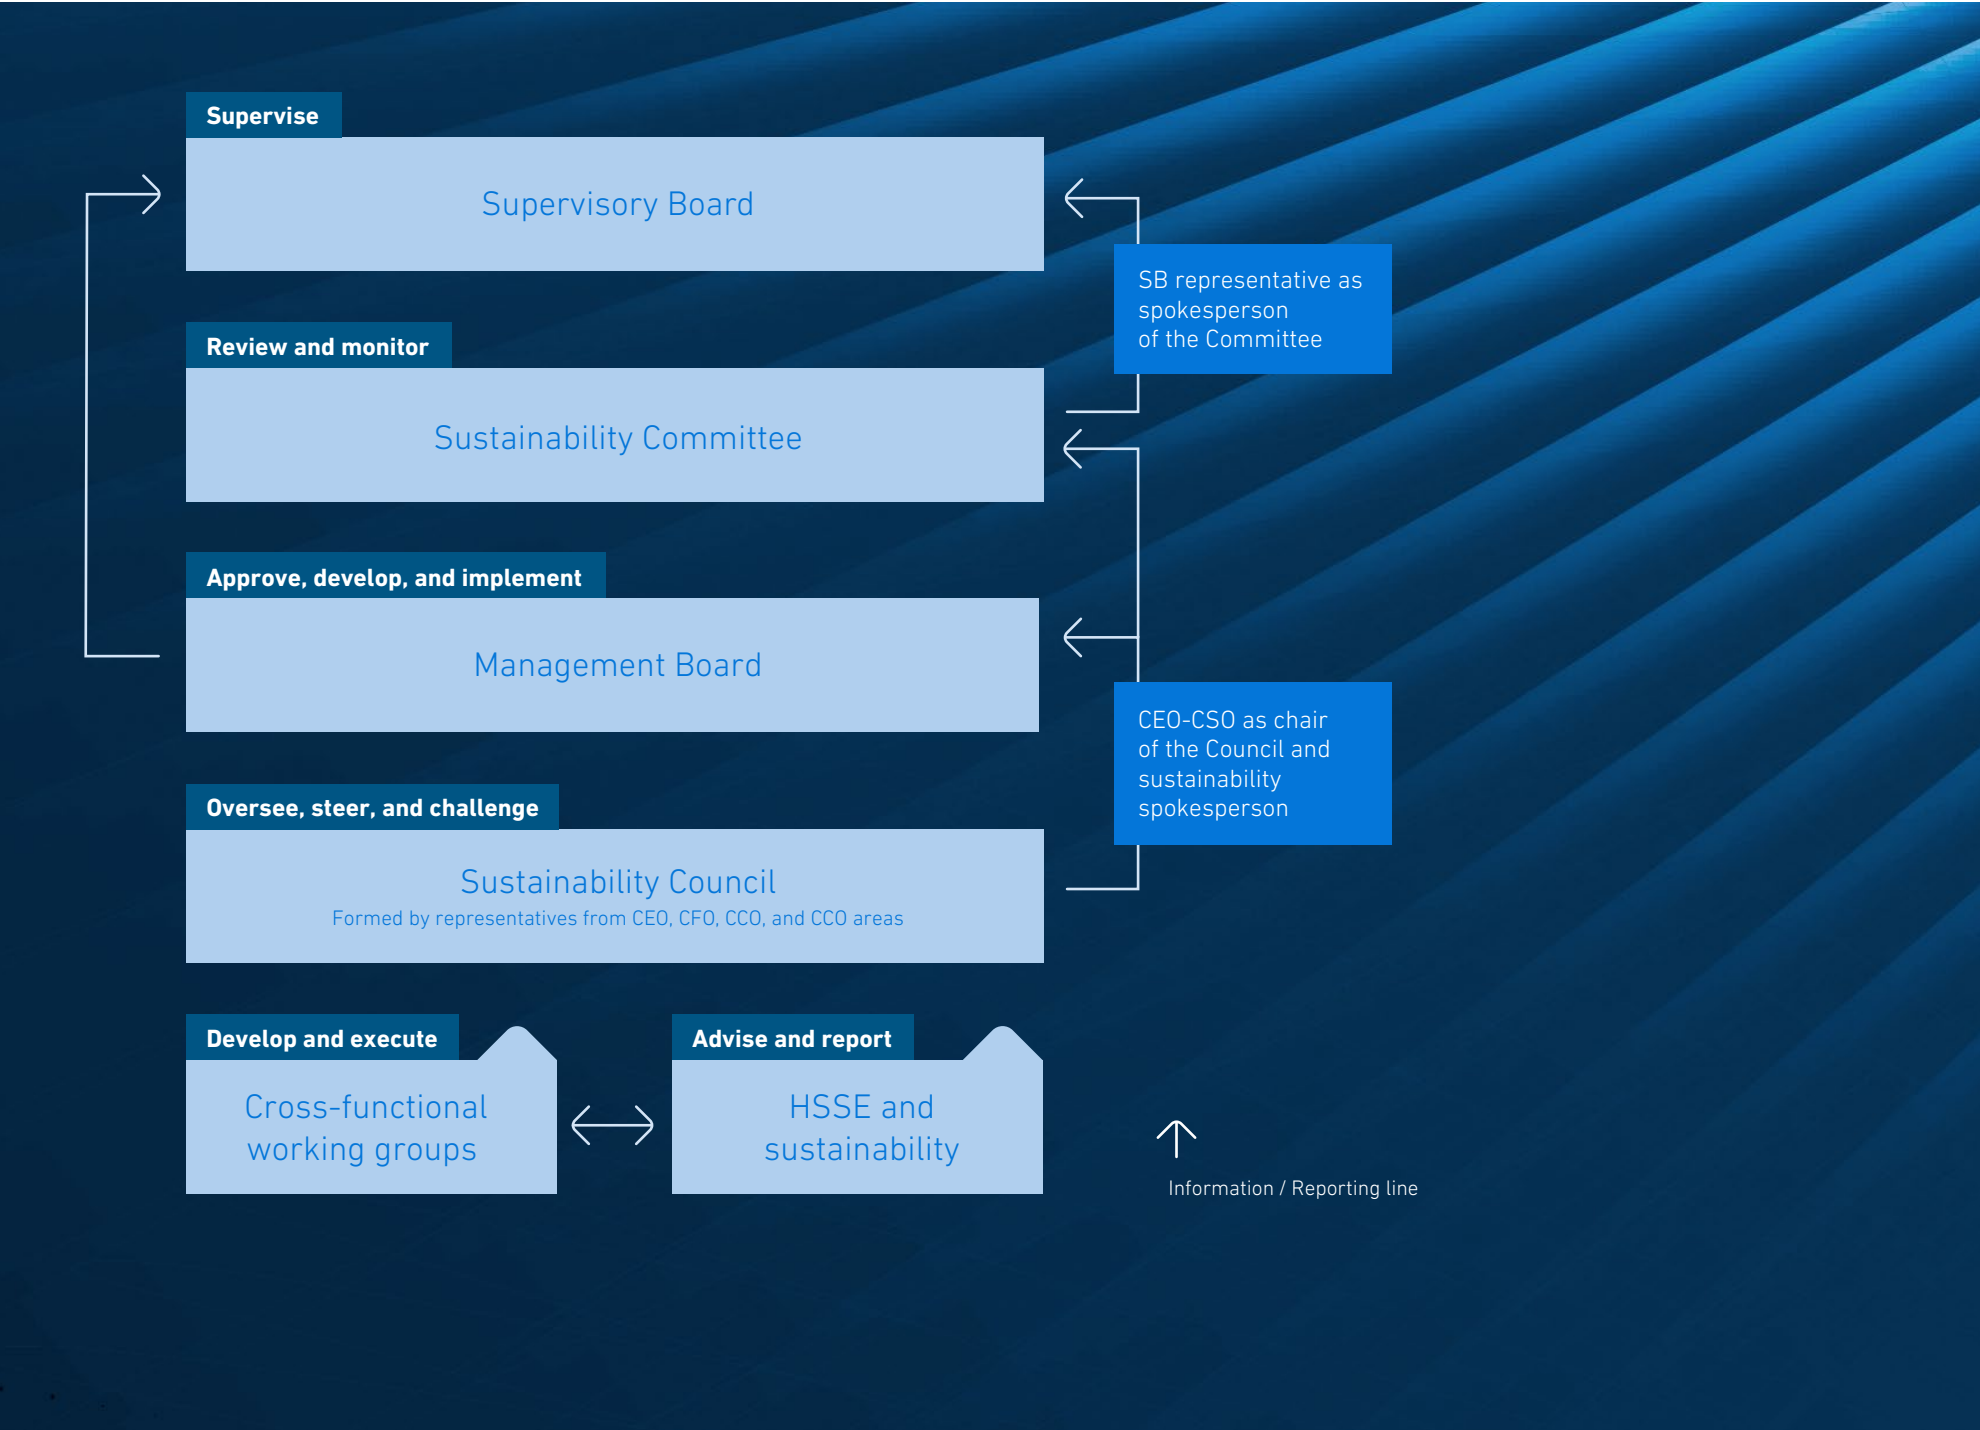 Supervise
Supervisory Board
SB representative as
spokesperson
of the Committee
Review and monitor
Sustainability Committee
Approve, develop, and implement
Management Board
CEO-CSO as chair
of the Council and
sustainability
spokesperson
Oversee, steer, and challenge
Sustainability Council
Formed by representatives from CEO, CFO, CCO, and CCO areas
Develop and execute
Cross-functional
working groups
Advise and report
HSSE and
sustainability
Information / Reporting line